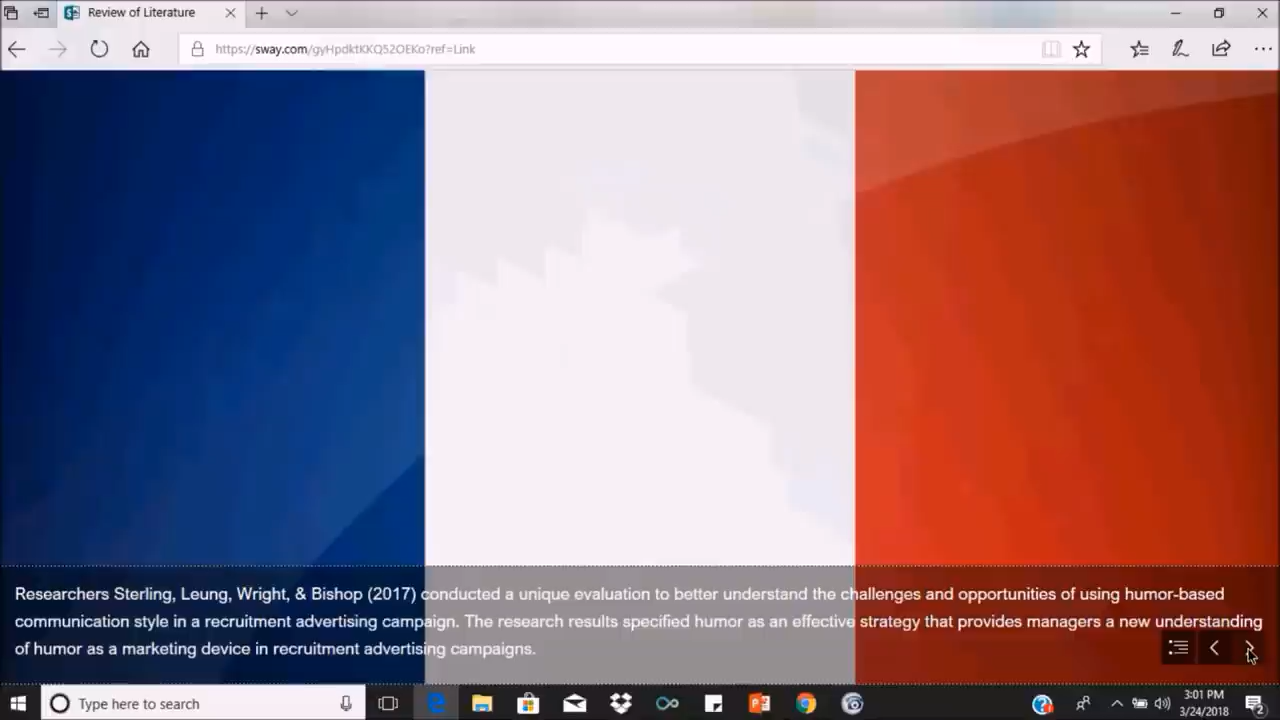 Review of Literature
https://sway.com/gyHpdktKKQ52OEKo?ref=Link
Researchers Sterling, Leung, Wright, & Bishop (2017) conducted a unique evaluation to better understand the challenges and opportunities of using humor-based
communication style in a recruitment advertising campaign. The research results specified humor as an effective strategy that provides managers a new understanding
of humor as a marketing device in recruitment advertising campaigns.
Type here to search
3:01 PM
3/24/2018
2